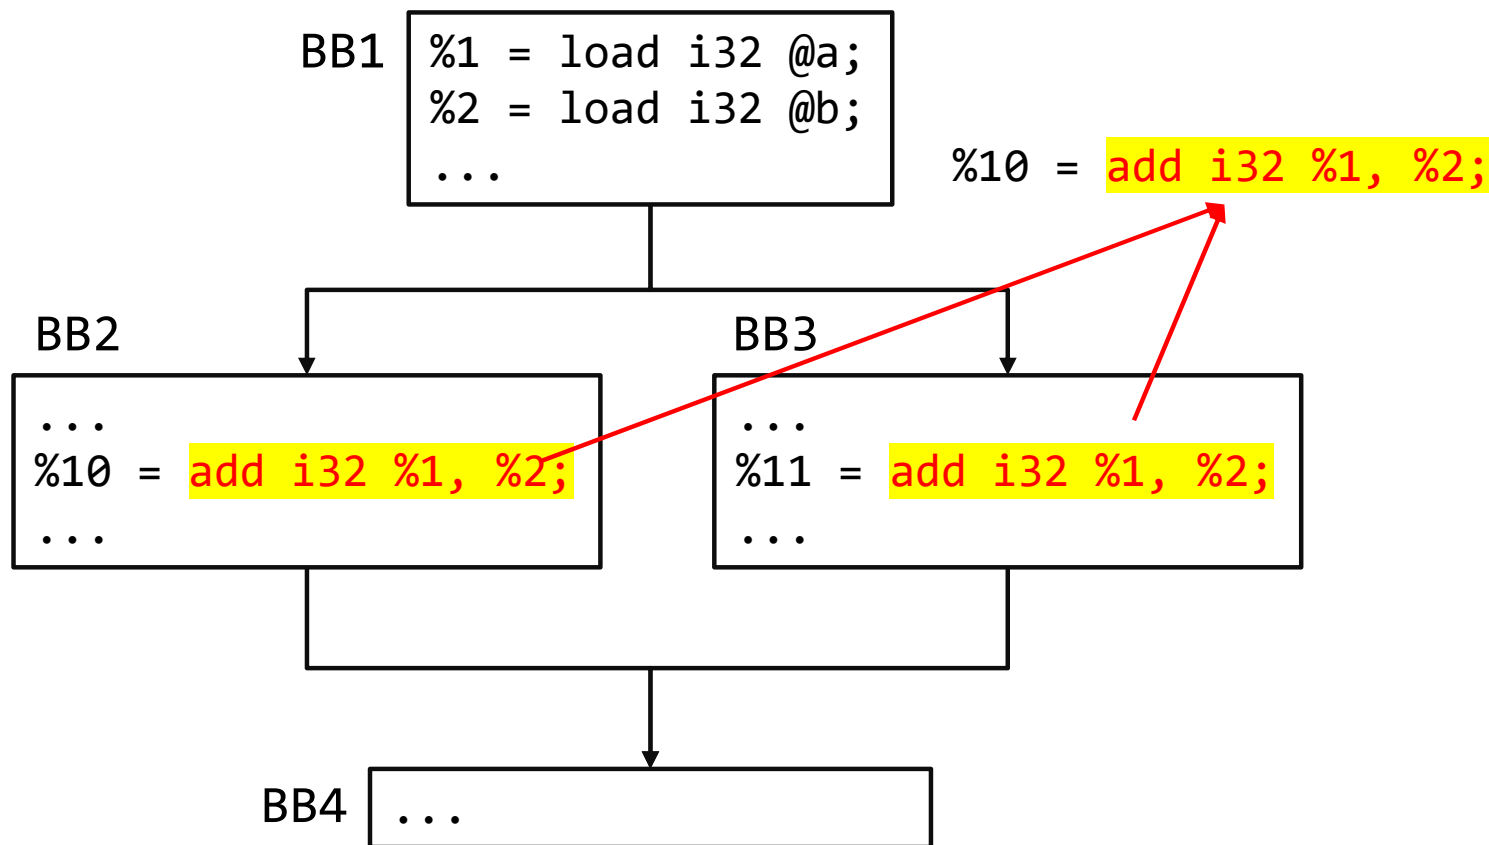 BB1
%1 = load i32 @a;
%2 = load i32 @b;
...
%10 = add i32 %1, %2;
BB2
...
%10 = add i32 %1, %2;
...
BB3
...
%11 = add i32 %1, %2;
...
BB4
...